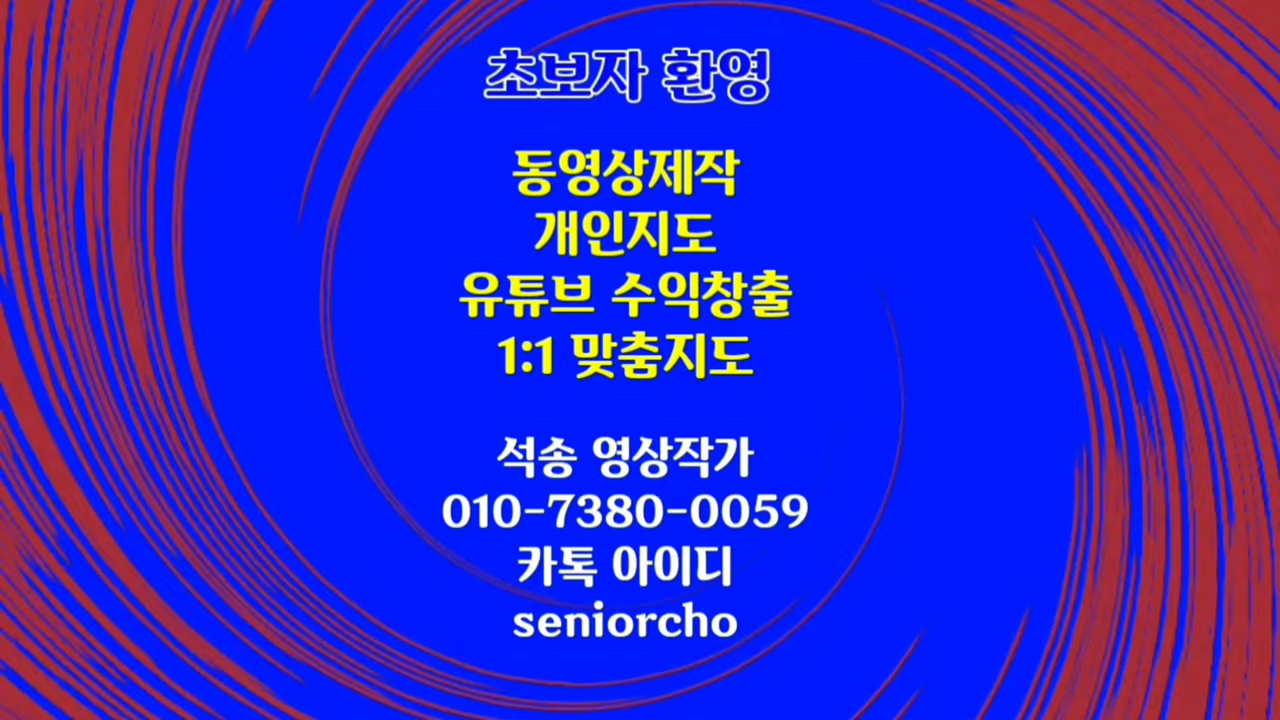 초보자 환영
동영상제작
개인지도
유튜브 수익창출
1:1 맞춤지도
석송 영상작가
010-7380-0059
카톡 아이디
seniorcho